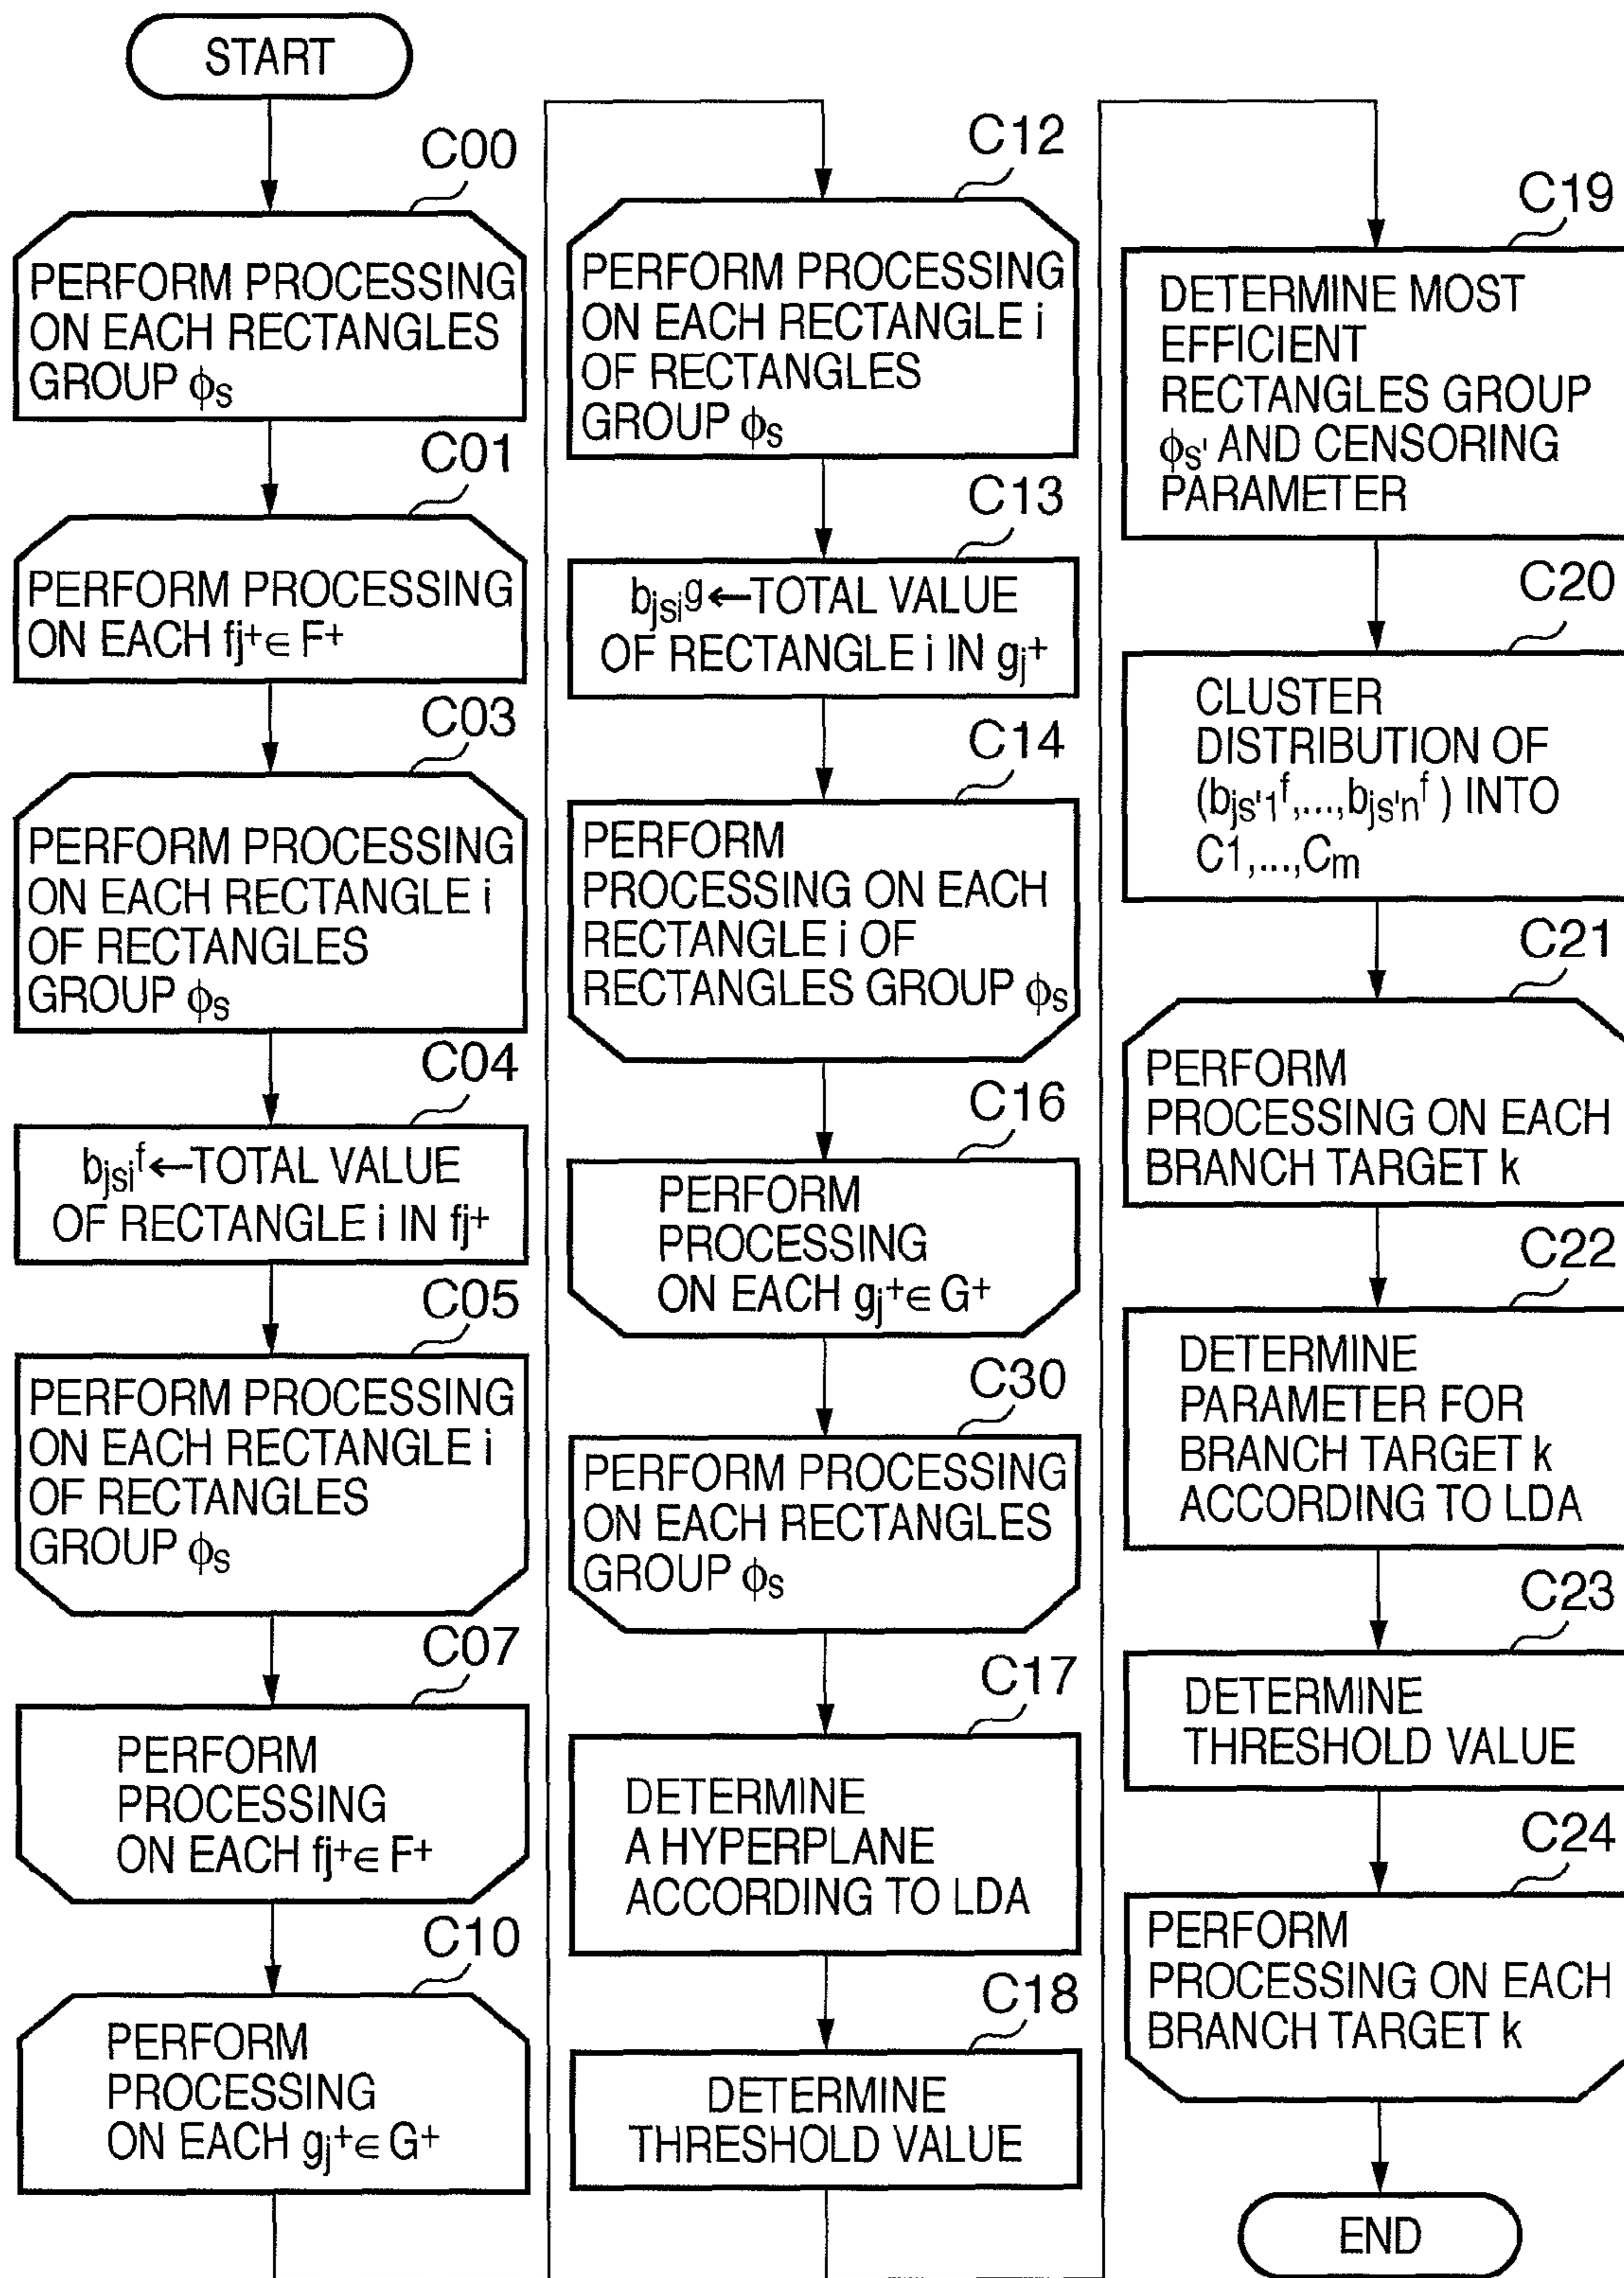 START
C00
PERFORM PROCESSING
ON EACH RECTANGLES
GROUP ϕs
C01
PERFORM PROCESSING
ON EACH fj+∈ F+
C03
PERFORM PROCESSING
ON EACH RECTANGLE i
OF RECTANGLES
GROUP ϕs
C04
bjsif←TOTAL VALUE
OF RECTANGLE i IN fj+
C05
PERFORM PROCESSING
ON EACH RECTANGLE i
OF RECTANGLES
GROUP ϕs
C07
PERFORM
PROCESSING
ON EACH fj+∈ F+
C10
PERFORM
PROCESSING
ON EACH gj+∈ G+
C12
PERFORM PROCESSING
ON EACH RECTANGLE i
OF RECTANGLES
GROUP ϕs
C13
bjsig←TOTAL VALUE
OF RECTANGLE i IN gj+
C14
PERFORM
PROCESSING ON EACH
RECTANGLE i OF
RECTANGLES GROUP ϕs
C16
PERFORM
PROCESSING
ON EACH gj+∈ G+
C30
PERFORM PROCESSING
ON EACH RECTANGLES
GROUP ϕs
C17
DETERMINE
A HYPERPLANE
ACCORDING TO LDA
C18
DETERMINE
THRESHOLD VALUE
C19
DETERMINE MOST
EFFICIENT
RECTANGLES GROUP
ϕs' AND CENSORING
PARAMETER
C20
CLUSTER
DISTRIBUTION OF
(bjs'1f,...,bjs'nf ) INTO
C1,...,Cm
C21
PERFORM
PROCESSING ON EACH
BRANCH TARGET k
C22
DETERMINE
PARAMETER FOR
BRANCH TARGET k
ACCORDING TO LDA
C23
DETERMINE
THRESHOLD VALUE
C24
PERFORM
PROCESSING ON EACH
BRANCH TARGET k
END